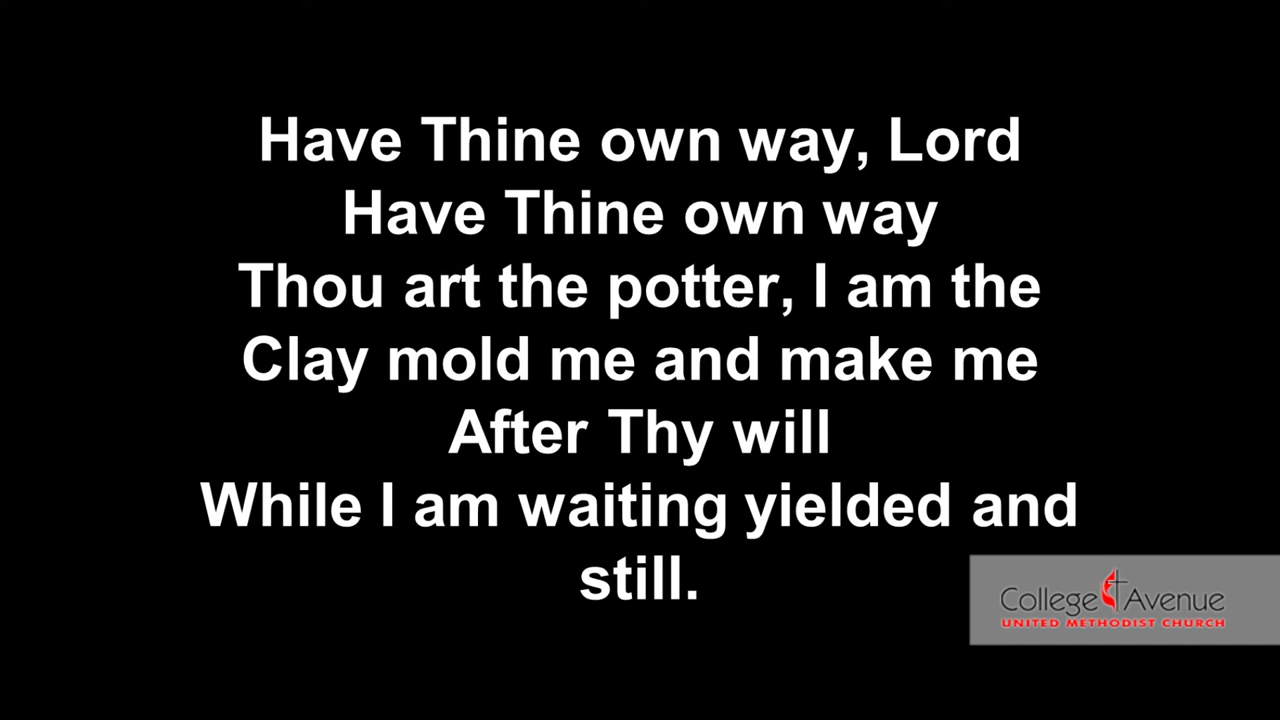 Have Thine own way, Lord
Have Thine own way
Thou art the potter, I am the
Clay mold me and make me
After Thy will
While I am waiting yielded and
still.
College Avenue
UNITED METHODIST CHURCH